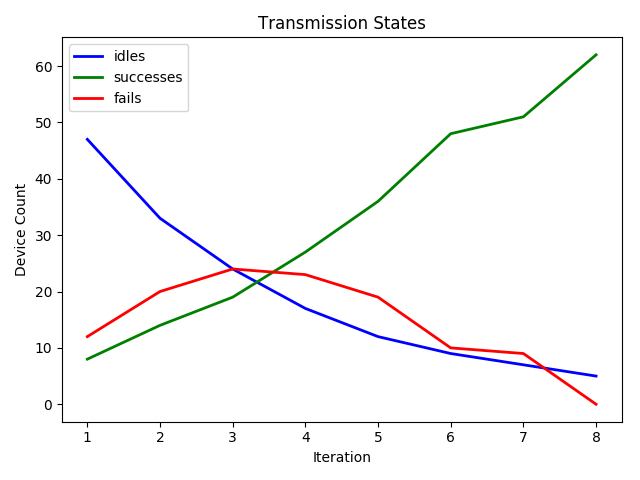 Transmission States
idles
successes
fails
Device Count
60
50
40
30
20
10
0
1 2 3 4 5 6 7 8
Iteration